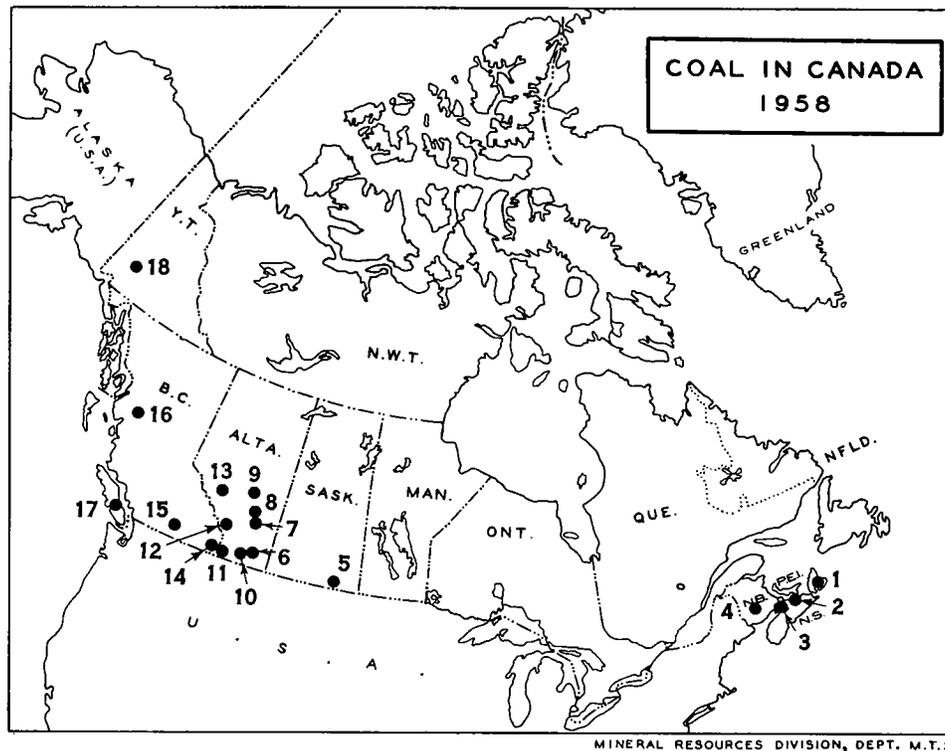 COAL IN CANADA
1958
ALASKA
(U.S.A.)
Y.T.
GREENLAND
18
N.W.T.
B.C.
16
ALTA.
NFLD.
13
9
SASK.
MAN.
8
17
15
7
QUE.
ONT.
12
14
11
6
5
10
P.E.I.
1
N.B.
4
2
N.S.
3
U . S . A .
MINERAL RESOURCES DIVISION, DEPT. M.T.